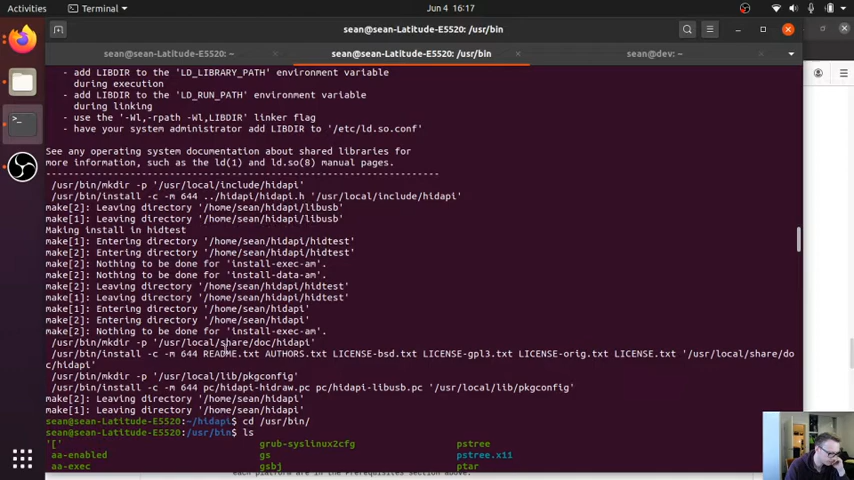 Activities
Terminal
Jun 4 16:17
sean@sean-Latitude-E5520: /usr/bin
sean@sean-Latitude-E5520: ~
sean@sean-Latitude-E5520: /usr/bin
sean@dev: ~
- add LIBDIR to the 'LD_LIBRARY_PATH' environment variable
during execution
- add LIBDIR to the 'LD_RUN_PATH' environment variable
during linking
- use the '-Wl,-rpath -Wl,LIBDIR' linker flag
- have your system administrator add LIBDIR to '/etc/ld.so.conf'
See any operating system documentation about shared libraries for
more information, such as the ld(1) and ld.so(8) manual pages.
----------------------------------------------------------------------
/usr/bin/mkdir -p '/usr/local/include/hidapi'
/usr/bin/install -c -m 644 ../hidapi/hidapi.h '/usr/local/include/hidapi'
make[2]: Leaving directory '/home/sean/hidapi/libusb'
make[1]: Leaving directory '/home/sean/hidapi/libusb'
Making install in hidtest
make[1]: Entering directory '/home/sean/hidapi/hidtest'
make[2]: Entering directory '/home/sean/hidapi/hidtest'
make[2]: Nothing to be done for 'install-exec-am'.
make[2]: Nothing to be done for 'install-data-am'.
make[2]: Leaving directory '/home/sean/hidapi/hidtest'
make[1]: Leaving directory '/home/sean/hidapi/hidtest'
make[1]: Entering directory '/home/sean/hidapi'
make[2]: Entering directory '/home/sean/hidapi'
make[2]: Nothing to be done for 'install-exec-am'.
/usr/bin/mkdir -p '/usr/local/share/doc/hidapi'
/usr/bin/install -c -m 644 README.txt AUTHORS.txt LICENSE-bsd.txt LICENSE-gpl3.txt LICENSE-orig.txt LICENSE.txt '/usr/local/share/do
c/hidapi'
/usr/bin/mkdir -p '/usr/local/lib/pkgconfig'
/usr/bin/install -c -m 644 pc/hidapi-hidraw.pc pc/hidapi-libusb.pc '/usr/local/lib/pkgconfig'
make[2]: Leaving directory '/home/sean/hidapi'
make[1]: Leaving directory '/home/sean/hidapi'
sean@sean-Latitude-E5520:~/hidapi$ cd /usr/bin/
sean@sean-Latitude-E5520:/usr/bin$ ls
'[' grub-syslinux2cfg pstree
aa-enabled gs pstree.x11
aa-exec gsbj ptar
each platform are in the Prerequisites section above.